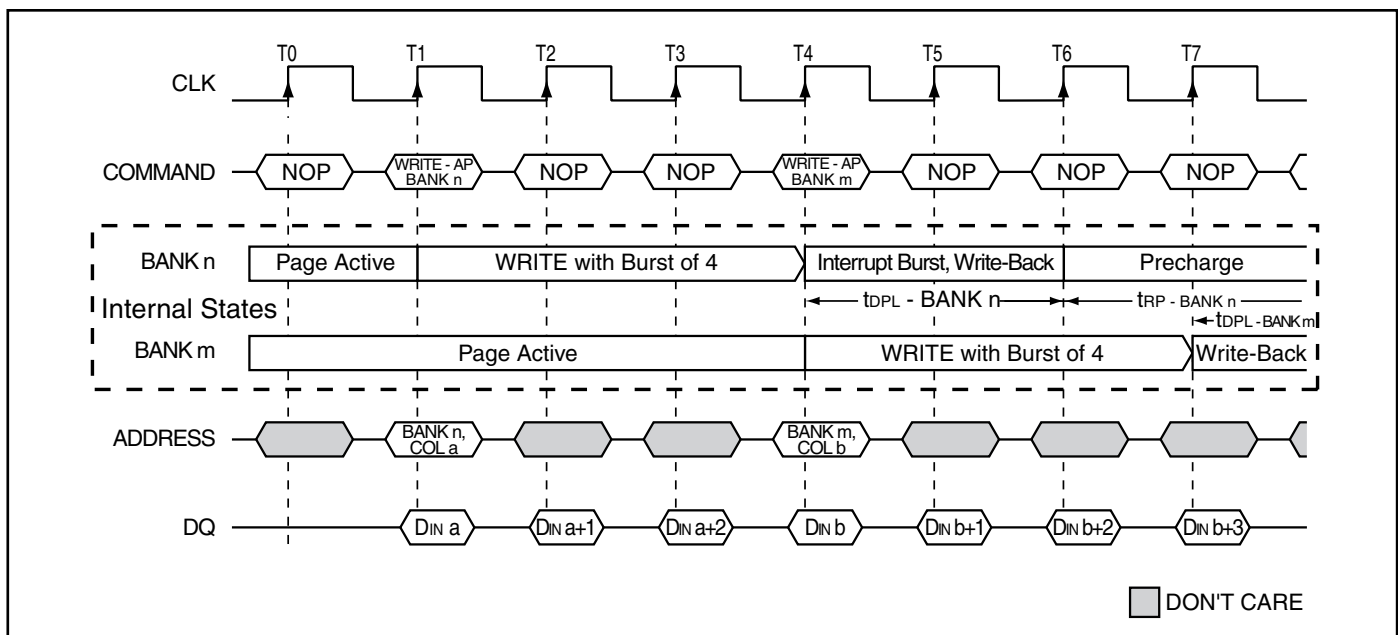 T0 T1 T2 T3 T4 T5 T6 T7
CLK
COMMAND NOP WRITE - AP BANK n NOP NOP WRITE - AP BANK m NOP NOP NOP
BANK n Page Active WRITE with Burst of 4 Interrupt Burst, Write-Back Precharge
tDPL - BANK n tRP - BANK n
Internal States
tDPL - BANK m
BANK m Page Active WRITE with Burst of 4 Write-Back
ADDRESS BANK n, COL a BANK m, COL b
DQ DIN a DIN a+1 DIN a+2 DIN b DIN b+1 DIN b+2 DIN b+3
DON'T CARE